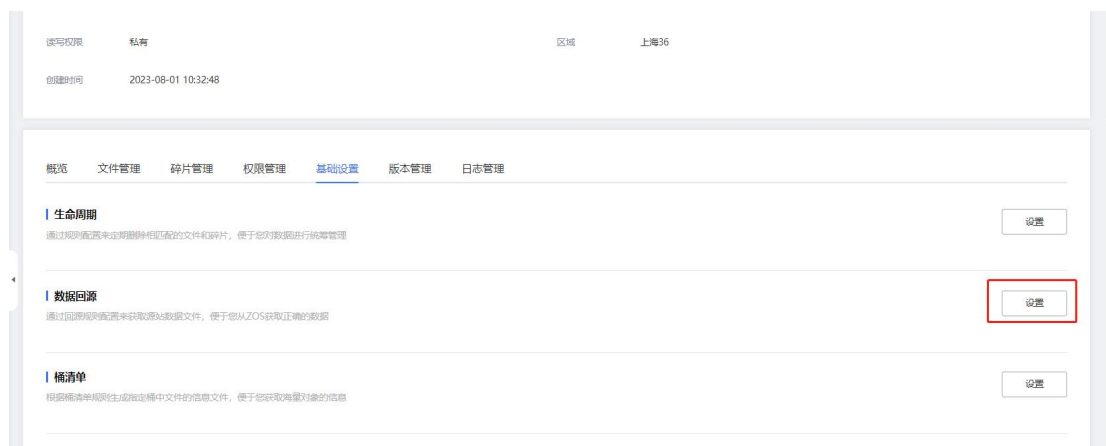 读写权限 私有 区域 上海36
创建时间 2023-08-01 10:32:48
概览 文件管理 碎片管理 权限管理 基础设置 版本管理 日志管理
生命周期 设置
通过规则配置来定期删除相匹配的文件和碎片，便于您对数据进行统筹管理
数据回源 设置
通过回源规则配置来获取源站数据文件，便于您从ZOS获取正确的数据
桶清单 设置
根据桶清单规则生成指定桶中文件的信息文件，便于您获取海量对象的信息